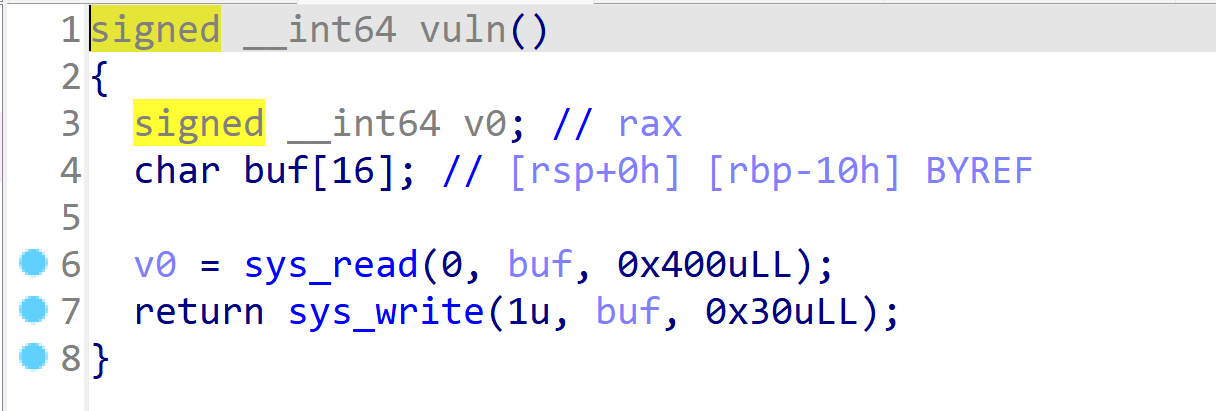 1 signed __int64 vuln()
2 {
3   signed __int64 v0; // rax
4   char buf[16]; // [rsp+0h] [rbp-10h] BYREF
5
6   v0 = sys_read(0, buf, 0x400uLL);
7   return sys_write(1u, buf, 0x30uLL);
8 }